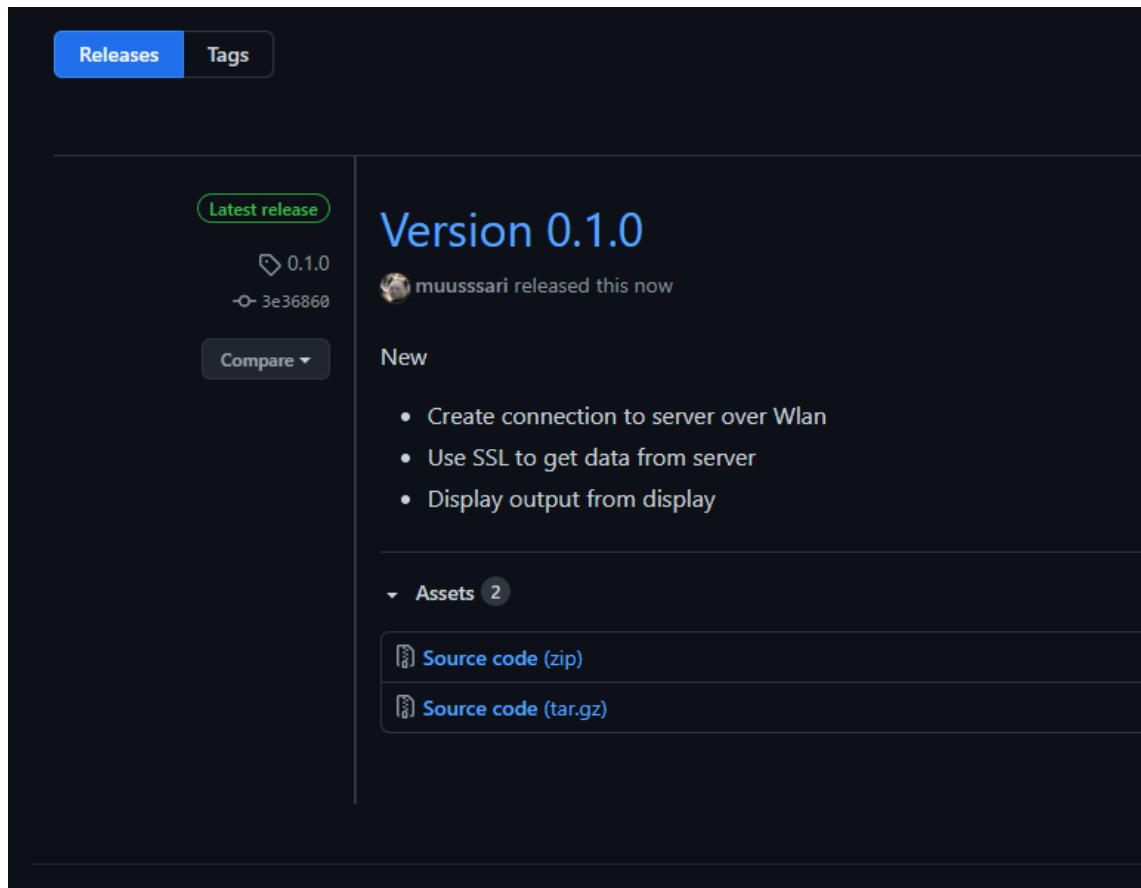 Releases
Tags
Latest release
0.1.0
3e36860
Compare
Version 0.1.0
muusssari released this now
New
Create connection to server over Wlan
Use SSL to get data from server
Display output from display
Assets 2
Source code (zip)
Source code (tar.gz)